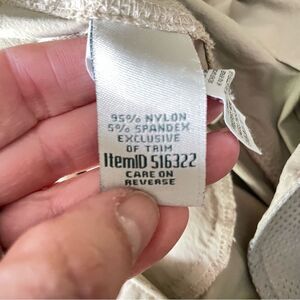 95% NYLON
5% SPANDEX
EXCLUSIVE
OF TRIM
ItemID 516322
CARE ON
REVERSE